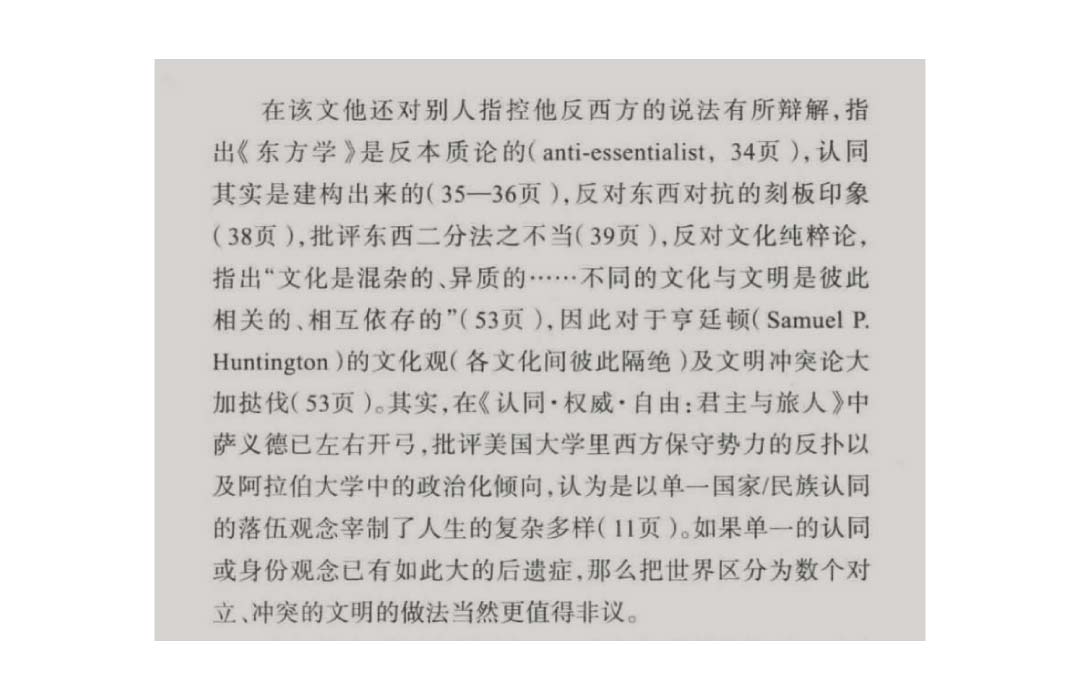 在该文他还对别人指控他反西方的说法有所辩解，指
出《东方学》是反本质论的（anti-essentialist，34页），认同
其实是建构出来的（35—36页），反对东西对抗的刻板印象
（38页），批评东西二分法之不当（39页），反对文化纯粹论，
指出“文化是混杂的、异质的……不同的文化与文明是彼此
相关的、相互依存的”（53页），因此对于亨廷顿（Samuel P.
Huntington）的文化观（各文化间彼此隔绝）及文明冲突论大
加挞伐（53页）。其实，在《认同·权威·自由：君主与旅人》中
萨义德已左右开弓，批评美国大学里西方保守势力的反扑以
及阿拉伯大学中的政治化倾向，认为是以单一国家/民族认同
的落伍观念宰制了人生的复杂多样（11页）。如果单一的认同
或身份观念已有如此大的后遗症，那么把世界区分为数个对
立、冲突的文明的做法当然更值得非议。